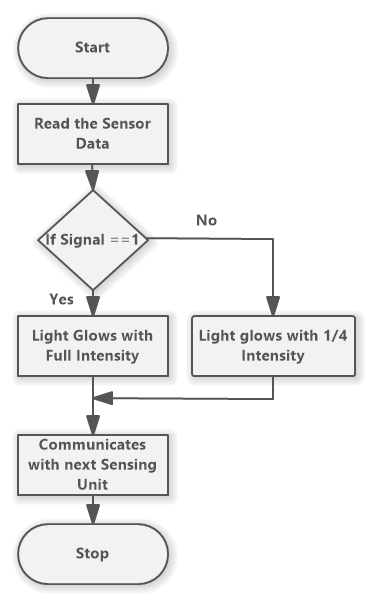 Start
Read the Sensor
Data
If Signal ==1
No
Yes
Light Glows with
Full Intensity
Light glows with 1/4
Intensity
Communicates
with next Sensing
Unit
Stop